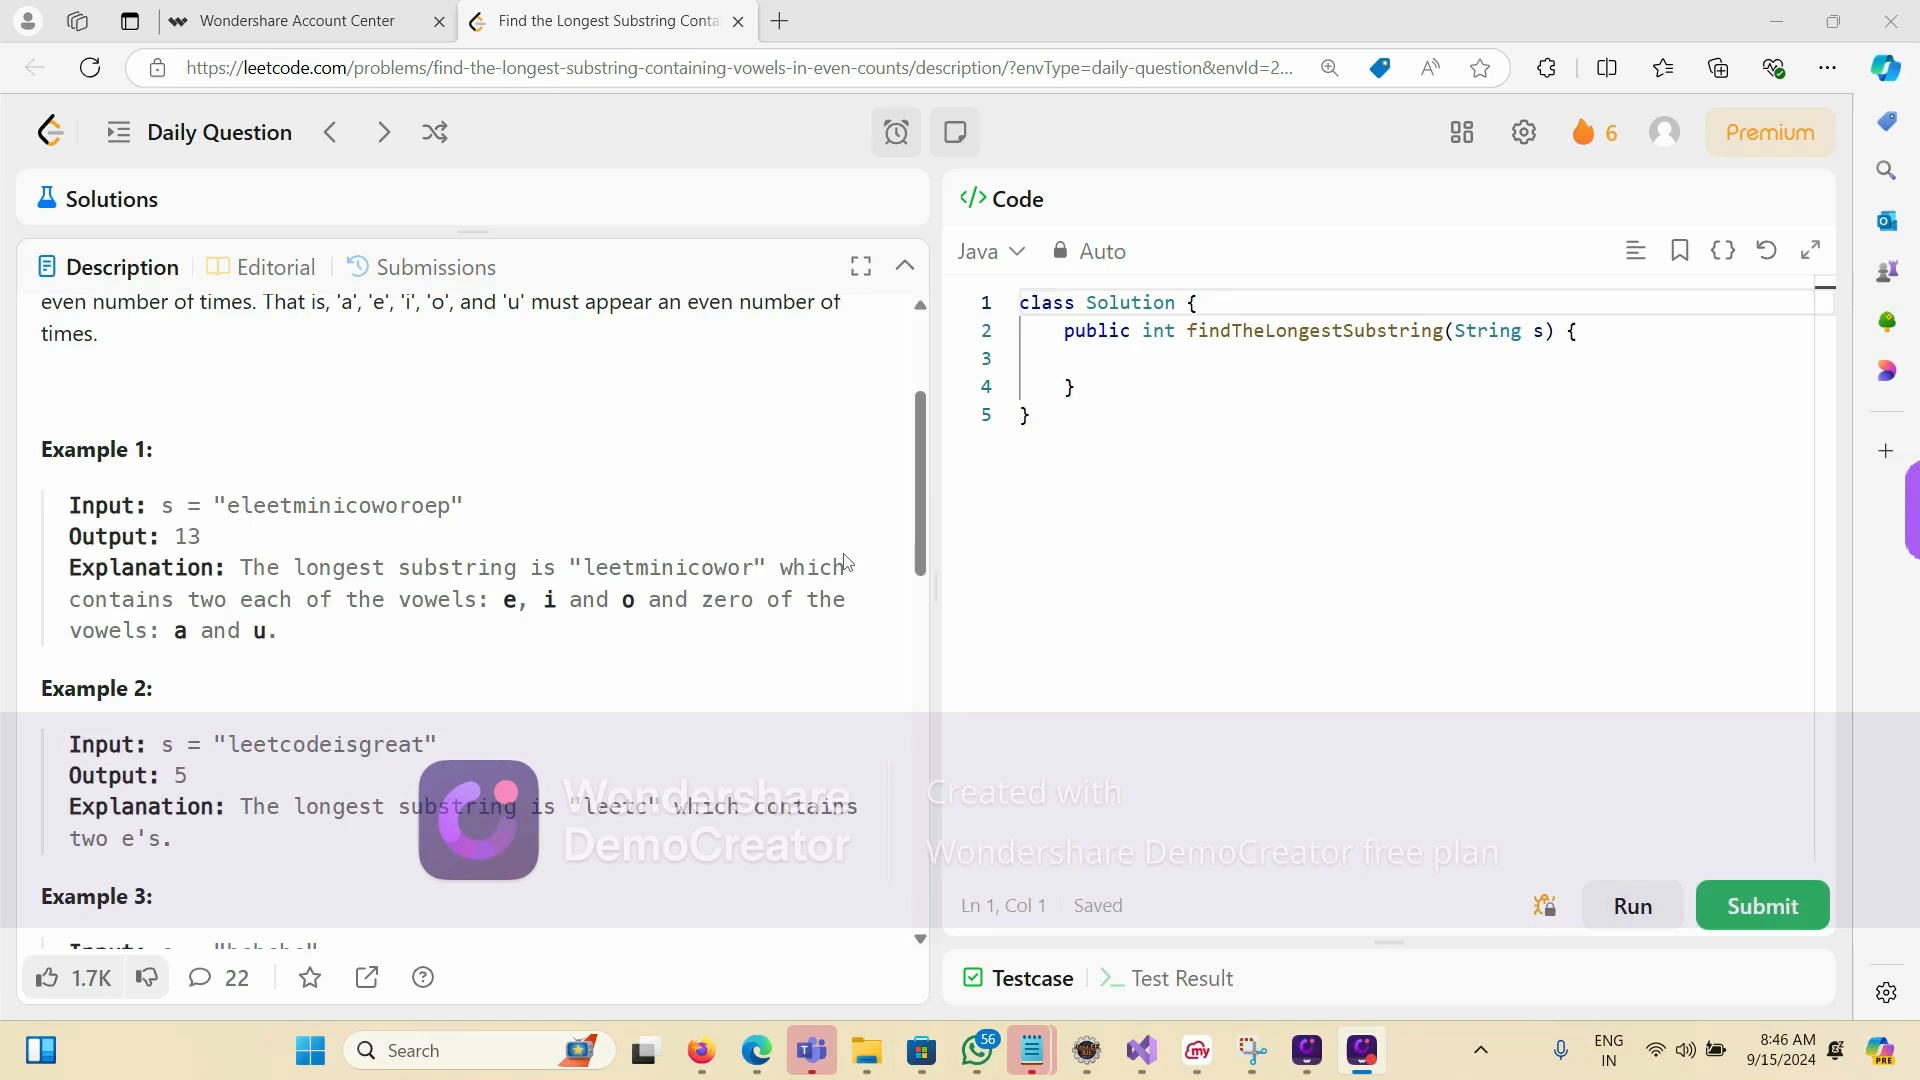 Wondershare Account Center
Find the Longest Substring Conta
https://leetcode.com/problems/find-the-longest-substring-containing-vowels-in-even-counts/description/?envType=daily-question&envId=2...
Daily Question
6
Premium
Solutions
Description
Editorial
Submissions
even number of times. That is, 'a', 'e', 'i', 'o', and 'u' must appear an even number of
times.
Example 1:
Input: s = "eleetminicoworoep"
Output: 13
Explanation: The longest substring is "leetminicowor" which
contains two each of the vowels: e, i and o and zero of the
vowels: a and u.
Example 2:
Input: s = "leetcodeisgreat"
Output: 5
Explanation: The longest substring is "leetc" which contains
two e's.
Example 3:
1.7K
22
</> Code
Java
Auto
1 class Solution {
2 public int findTheLongestSubstring(String s) {
3
4 }
5 }
Wondershare
DemoCreator
Created with
Wondershare DemoCreator free plan
Ln 1, Col 1
Saved
Run
Submit
Testcase
Test Result
Search
56
my
ENG
IN
8:46 AM
9/15/2024
PRE